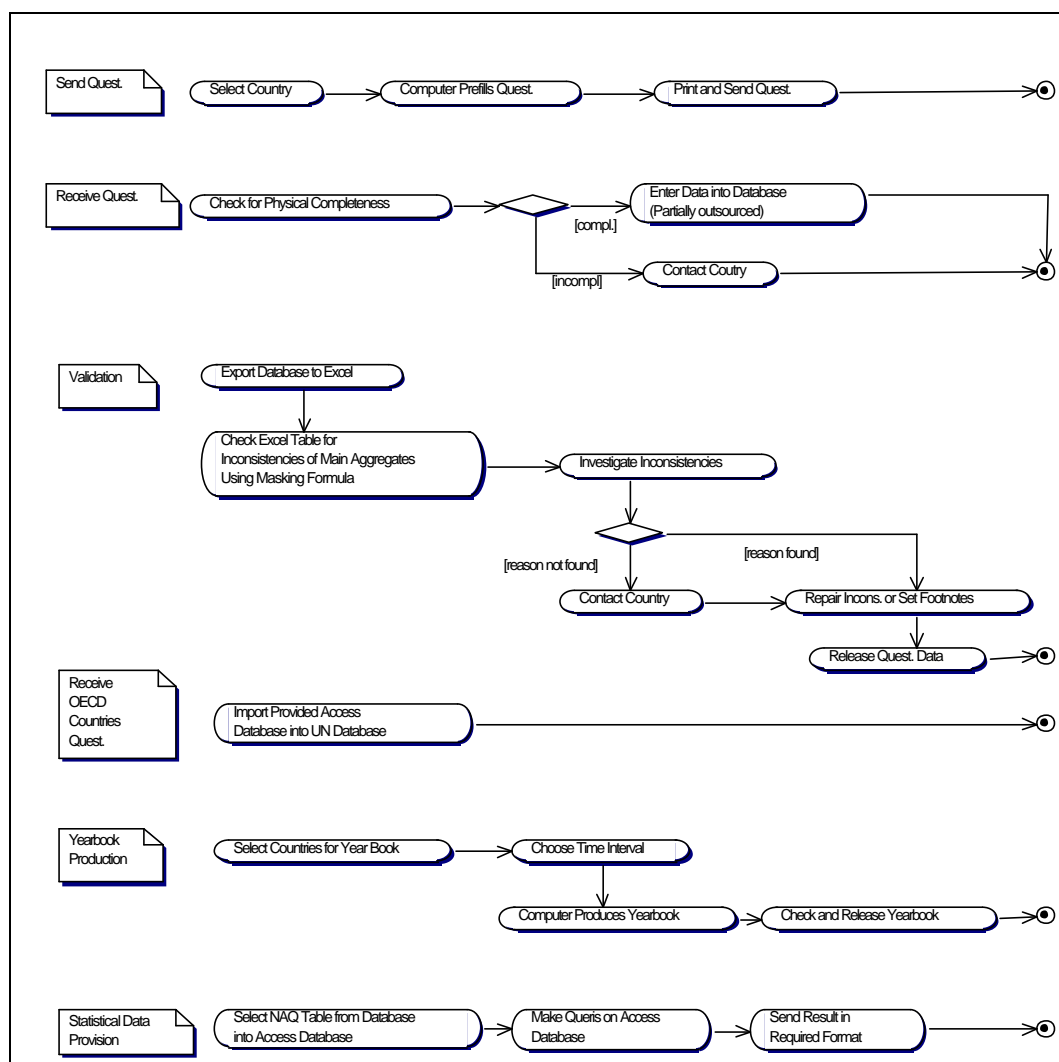 Send Quest.
Select Country
Computer Prefills Quest.
Print and Send Quest.
Receive Quest.
Check for Physical Completeness
[compl.]
Enter Data into Database
(Partially outsourced)
[incompl]
Contact Coutry
Validation
Export Database to Excel
Check Excel Table for
Inconsistencies of Main Aggregates
Using Masking Formula
Investigate Inconsistencies
[reason not found]
[reason found]
Contact Country
Repair Incons. or Set Footnotes
Release Quest. Data
Receive
OECD
Countries
Quest.
Import Provided Access
Database into UN Database
Yearbook
Production
Select Countries for Year Book
Choose Time Interval
Computer Produces Yearbook
Check and Release Yearbook
Statistical Data
Provision
Select NAQ Table from Database
into Access Database
Make Queris on Access
Database
Send Result in
Required Format